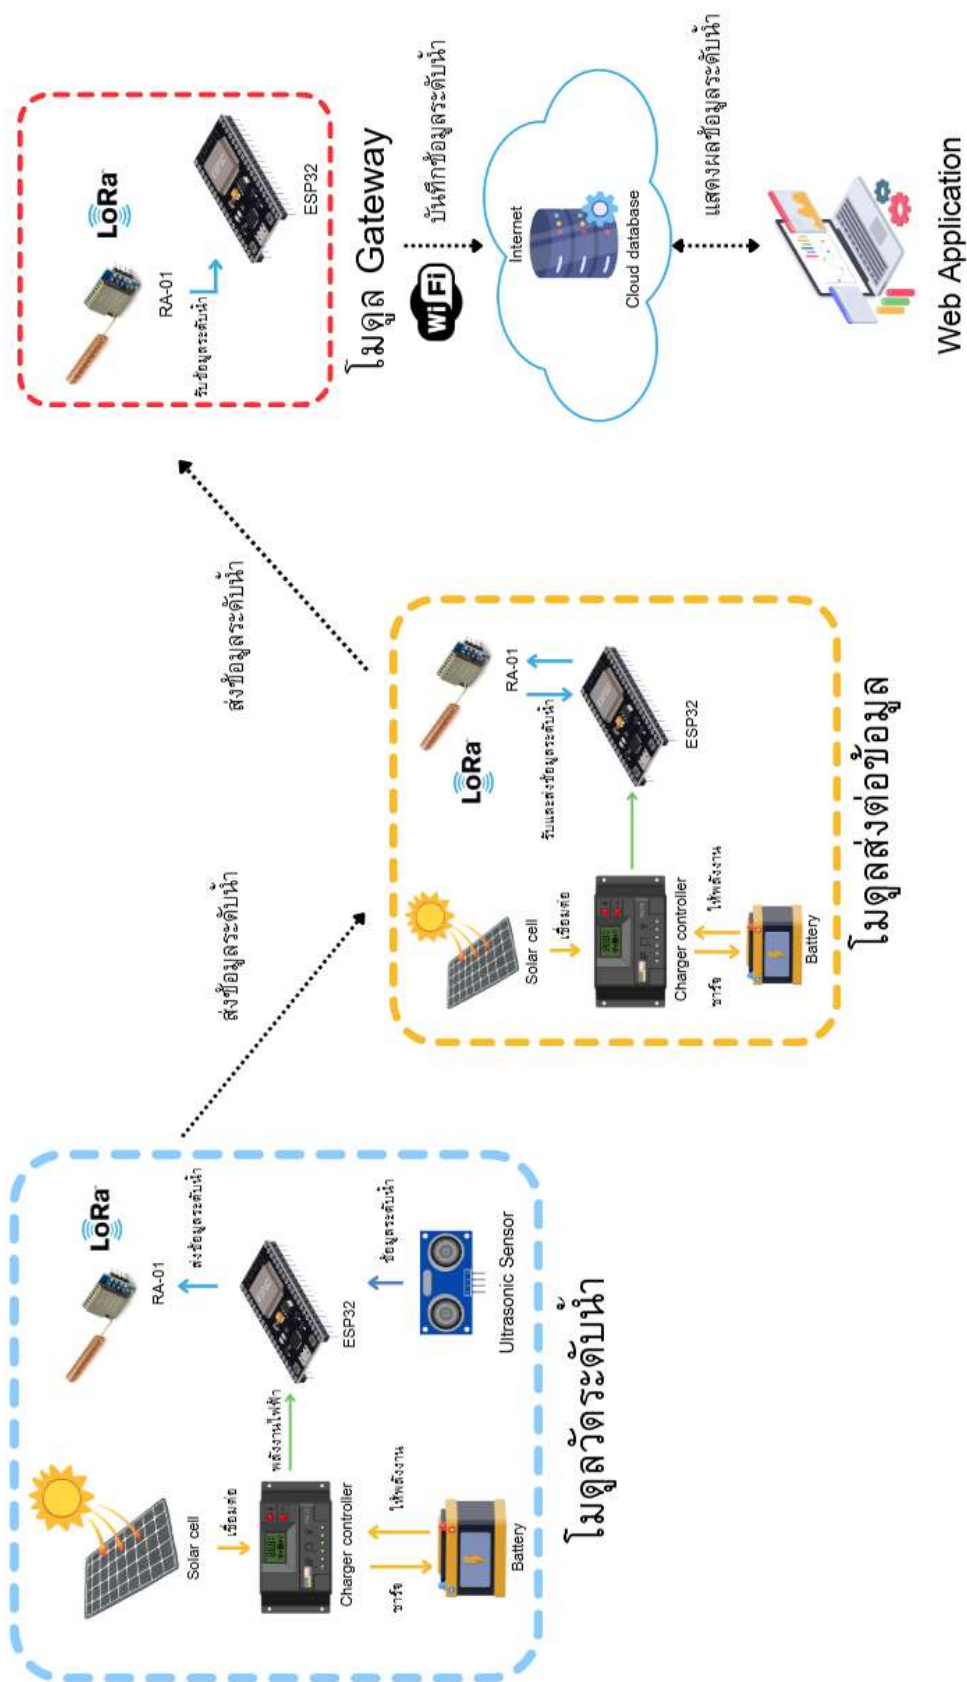 Solar cell
เชื่อมต่อ
Charger controller
ชาร์จ
ให้พลังงาน
Battery
พลังงานไฟฟ้า
LoRa
RA-01
ส่งข้อมูลระดับน้ำ
ESP32
ข้อมูลระดับน้ำ
Ultrasonic Sensor
โมดูลวัดระดับน้ำ
ส่งข้อมูลระดับน้ำ
Solar cell
เชื่อมต่อ
Charger controller
ชาร์จ
ให้พลังงาน
Battery
LoRa
RA-01
รับและส่งข้อมูลระดับน้ำ
ESP32
โมดูลส่งต่อข้อมูล
ส่งข้อมูลระดับน้ำ
LoRa
RA-01
รับข้อมูลระดับน้ำ
ESP32
โมดูล Gateway
Wi Fi
บันทึกข้อมูลระดับน้ำ
Internet
Cloud database
แสดงผลข้อมูลระดับน้ำ
Web Application